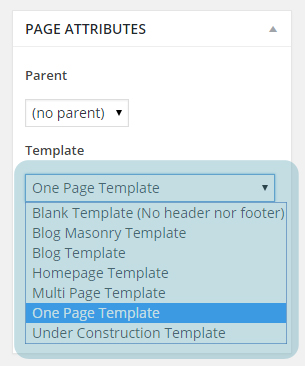 PAGE ATTRIBUTES
Parent
(no parent)
Template
One Page Template
Blank Template (No header nor footer)
Blog Masonry Template
Blog Template
Homepage Template
Multi Page Template
One Page Template
Under Construction Template